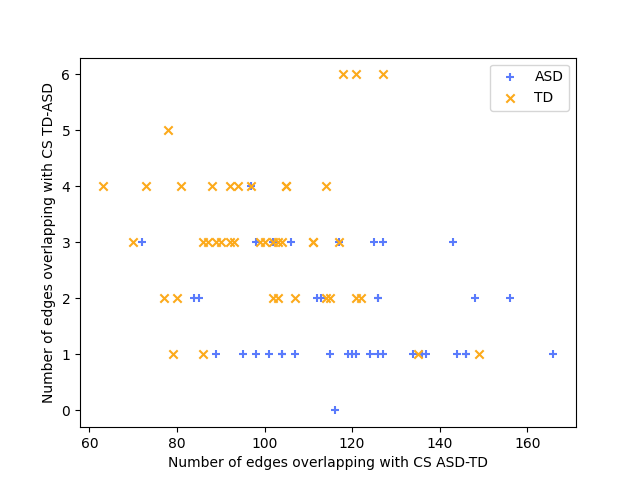 6
5
4
3
2
1
0
Number of edges overlapping with CS TD-ASD
ASD
TD
60 80 100 120 140 160
Number of edges overlapping with CS ASD-TD